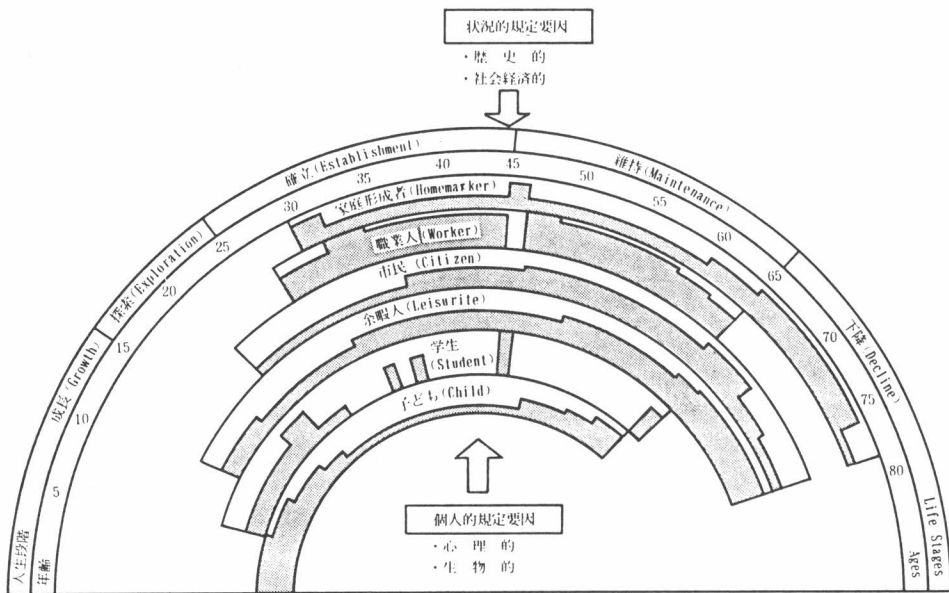 状況的規定要因
・歴史的
・社会経済的
人生段階
成長(Growth)
探索(Exploration)
確立(Establishment)
維持(Maintenance)
下降(Decline)
Life Stages
年齢
5
10
15
20
25
30
35
40
45
50
55
60
65
70
75
80
Ages
家庭形成者(Homemarker)
職業人(Worker)
市民(Citizen)
余暇人(Leisurite)
学生
(Student)
子ども(Child)
個人的規定要因
・心理的
・生物的